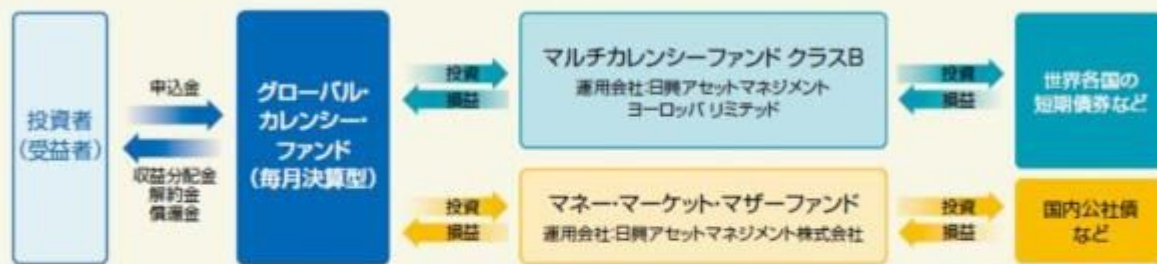 投資者
(受益者)
申込金
収益分配金
解約金
償還金
グローバル・
カレンシー・
ファンド
(毎月決算型)
投資
損益
マルチカレンシーファンド クラスB
運用会社:日興アセットマネジメント
ヨーロッパ リミテッド
投資
損益
世界各国の
短期債券など
投資
損益
マネー・マーケット・マザーファンド
運用会社:日興アセットマネジメント株式会社
投資
損益
国内公社債
など